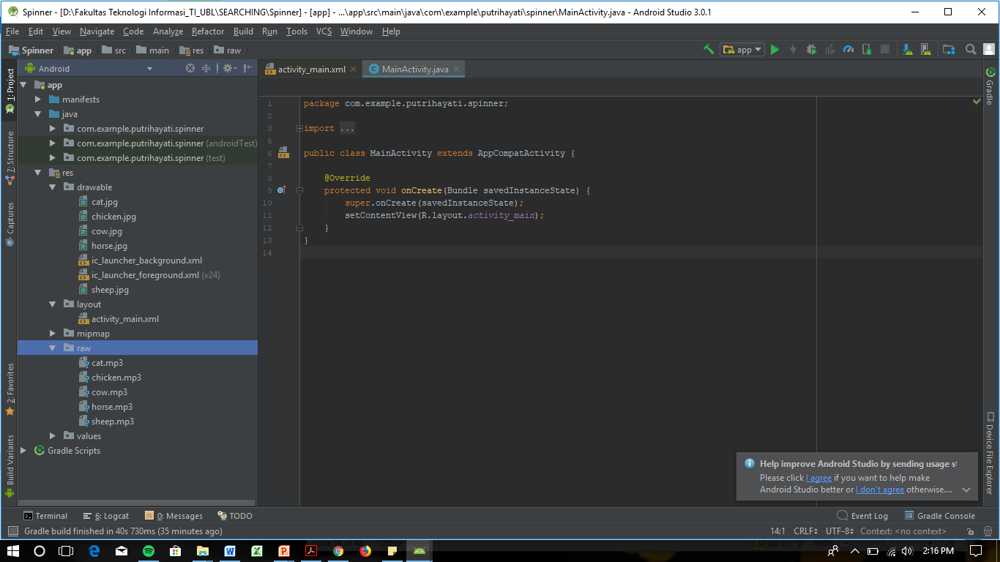 Spinner - [D:\Fakultas Teknologi Informasi_TI_UBL\SEARCHING\Spinner] - [app] - ...\app\src\main\java\com\example\putrihayati\spinner\MainActivity.java - Android Studio 3.0.1
File Edit View Navigate Code Analyze Refactor Build Run Tools VCS Window Help
Spinner app src main res raw
app
Android
activity_main.xml
MainActivity.java
1: Project
7: Structure
Captures
2: Favorites
Build Variants
app
manifests
java
com.example.putrihayati.spinner
com.example.putrihayati.spinner (androidTest)
com.example.putrihayati.spinner (test)
res
drawable
cat.jpg
chicken.jpg
cow.jpg
horse.jpg
ic_launcher_background.xml
ic_launcher_foreground.xml (v24)
sheep.jpg
layout
activity_main.xml
mipmap
raw
cat.mp3
chicken.mp3
cow.mp3
horse.mp3
sheep.mp3
values
Gradle Scripts
1 package com.example.putrihayati.spinner;
2
3 import ...
5
6 public class MainActivity extends AppCompatActivity {
7
8 @Override
9 protected void onCreate(Bundle savedInstanceState) {
10 super.onCreate(savedInstanceState);
11 setContentView(R.layout.activity_main);
12 }
13 }
14
Gradle
Device File Explorer
Help improve Android Studio by sending usage
Please click I agree if you want to help make
Android Studio better or I don't agree otherwise....
Terminal 6: Logcat 0: Messages TODO
Event Log Gradle Console
Gradle build finished in 40s 730ms (35 minutes ago)
14:1 CRLF UTF-8 Context: <no context>
2:16 PM